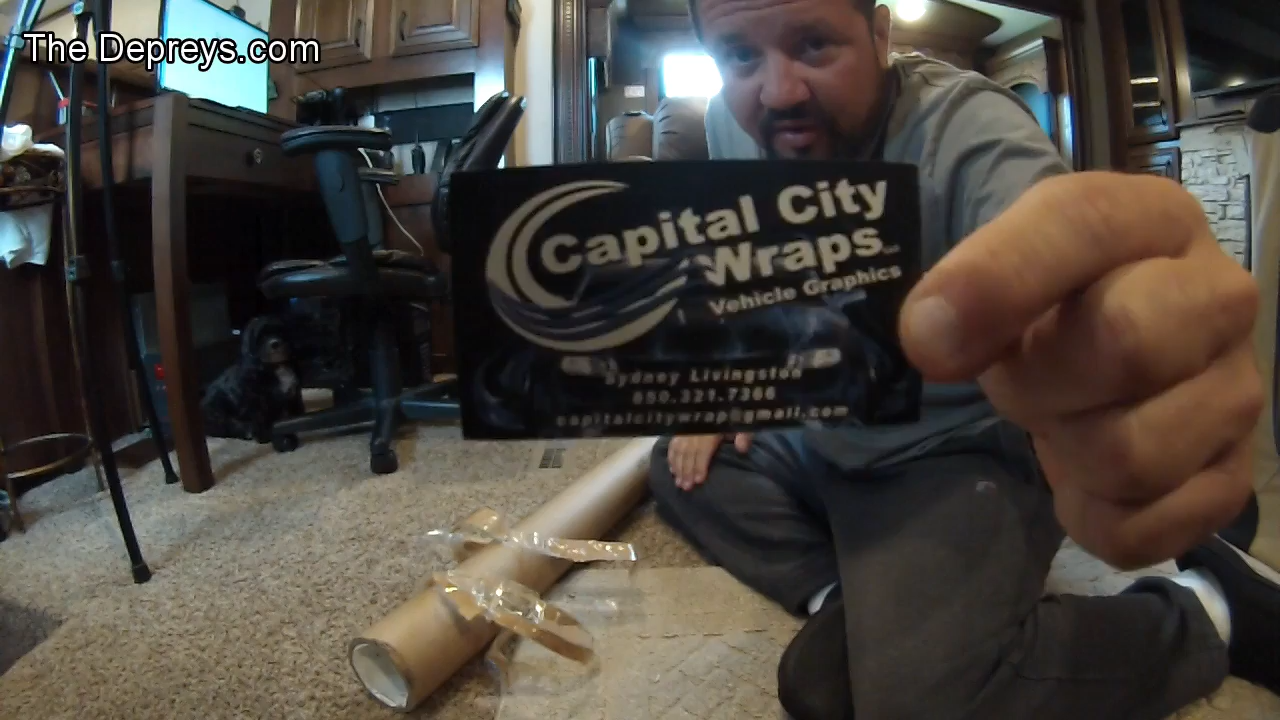 The Depreys.com
Capital City
Wraps
Vehicle Graphics
Sydney Livingston
850.321.7366
capitalcitywrap@gmail.com